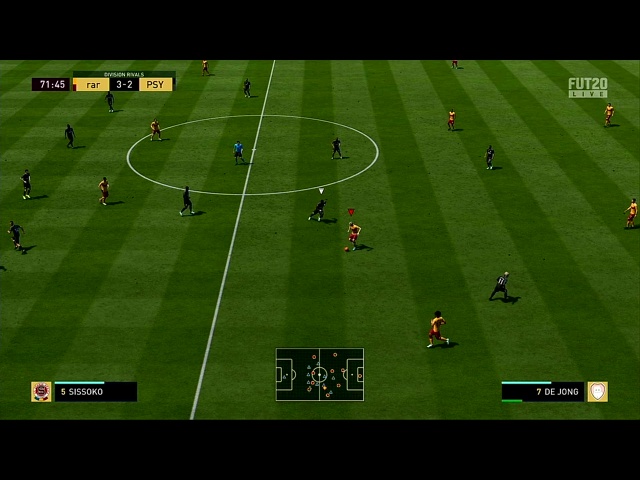 DIVISION RIVALS
71:45 rar 3-2 PSY
FUT20
LIVE
5 SISSOKO
7 DE JONG